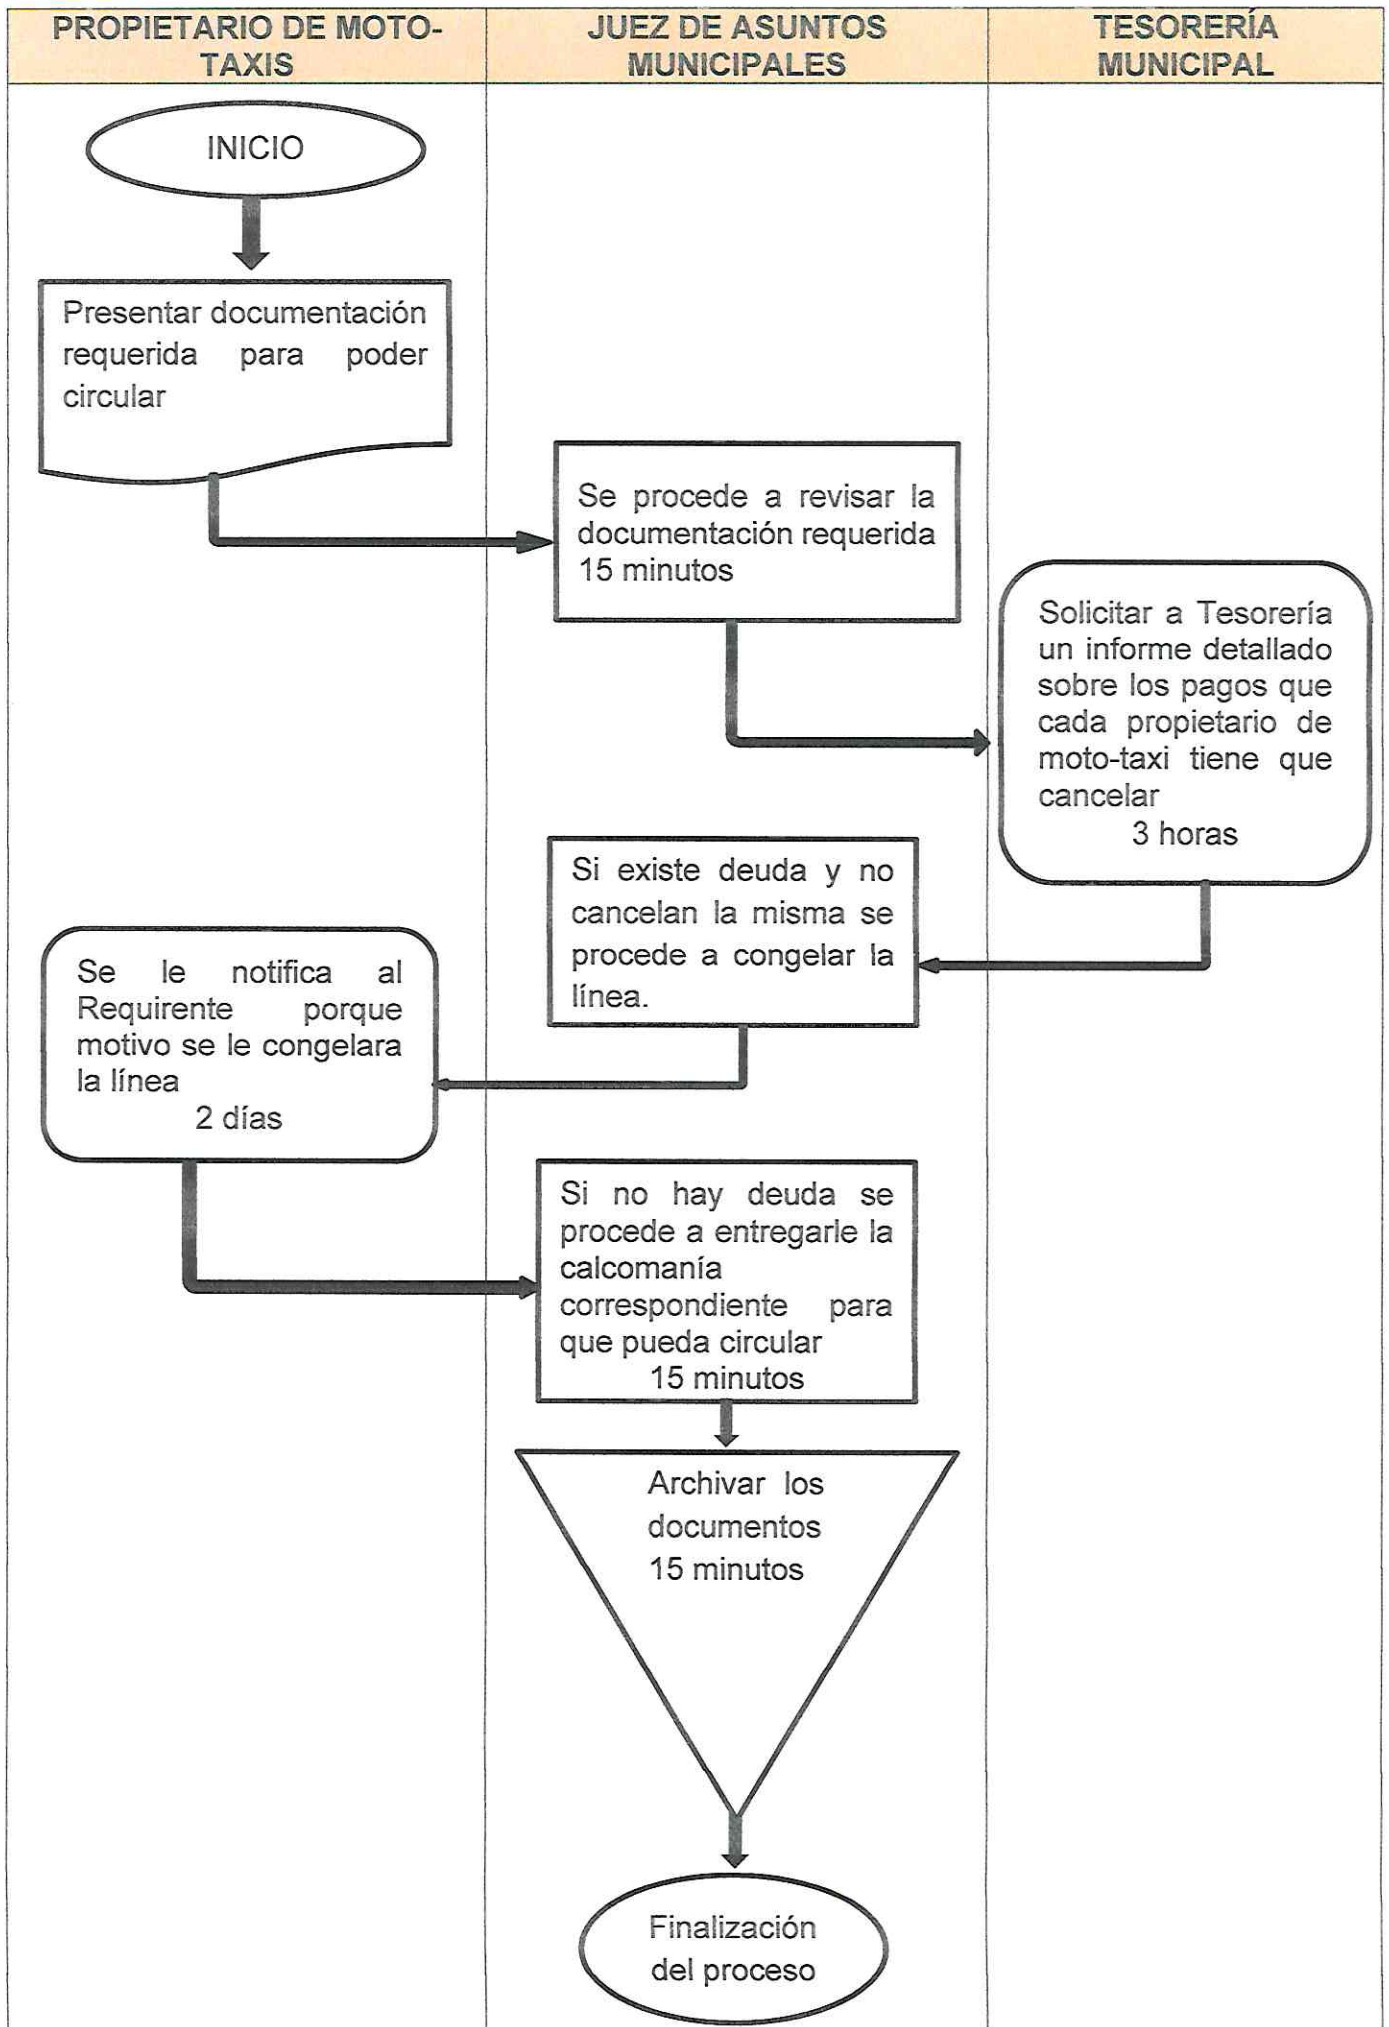 PROPIETARIO DE MOTO-
TAXIS
JUEZ DE ASUNTOS
MUNICIPALES
TESORERÍA
MUNICIPAL
INICIO
Presentar documentación
requerida para poder
circular
Se procede a revisar la
documentación requerida
15 minutos
Solicitar a Tesorería
un informe detallado
sobre los pagos que
cada propietario de
moto-taxi tiene que
cancelar
3 horas
Si existe deuda y no
cancelan la misma se
procede a congelar la
línea.
Se le notifica al
Requirente porque
motivo se le congelara
la línea
2 días
Si no hay deuda se
procede a entregarle la
calcomanía
correspondiente para
que pueda circular
15 minutos
Archivar los
documentos
15 minutos
Finalización
del proceso